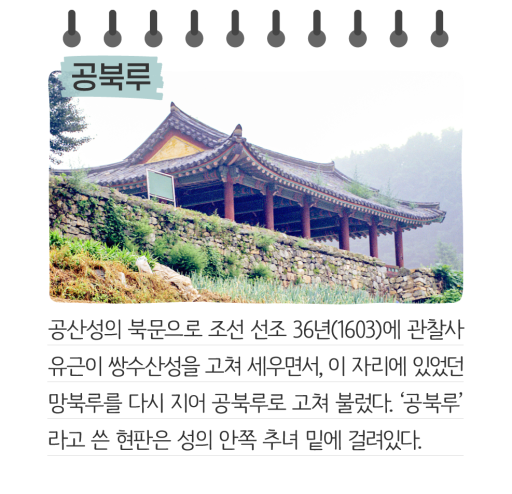 공북루
공산성의 북문으로 조선 선조 36년(1603)에 관찰사
유근이 쌍수산성을 고쳐 세우면서, 이 자리에 있었던
망북루를 다시 지어 공북루로 고쳐 불렀다. ‘공북루’
라고 쓴 현판은 성의 안쪽 추녀 밑에 걸려있다.